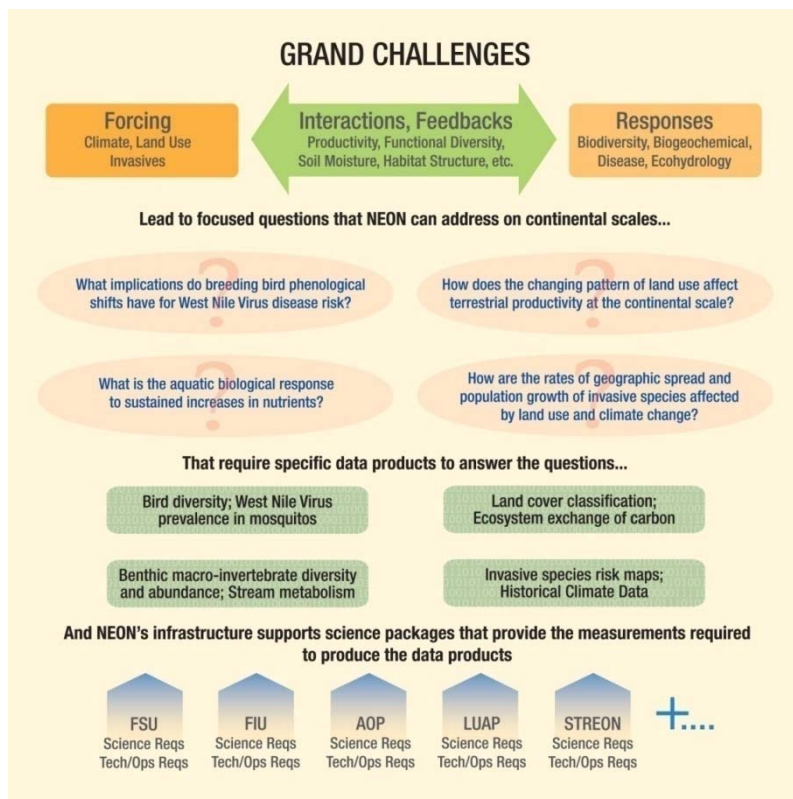 GRAND CHALLENGES
Forcing
Climate, Land Use
Invasives
Interactions, Feedbacks
Productivity, Functional Diversity,
Soil Moisture, Habitat Structure, etc.
Responses
Biodiversity, Biogeochemical,
Disease, Ecohydrology
Lead to focused questions that NEON can address on continental scales...
What implications do breeding bird phenological
shifts have for West Nile Virus disease risk?
?
How does the changing pattern of land use affect
terrestrial productivity at the continental scale?
?
What is the aquatic biological response
to sustained increases in nutrients?
?
How are the rates of geographic spread and
population growth of invasive species affected
by land use and climate change?
?
That require specific data products to answer the questions...
Bird diversity; West Nile Virus
prevalence in mosquitos
Land cover classification;
Ecosystem exchange of carbon
Benthic macro-invertebrate diversity
and abundance; Stream metabolism
Invasive species risk maps;
Historical Climate Data
And NEON's infrastructure supports science packages that provide the measurements required
to produce the data products
FSU
Science Reqs
Tech/Ops Reqs
FIU
Science Reqs
Tech/Ops Reqs
AOP
Science Reqs
Tech/Ops Reqs
LUAP
Science Reqs
Tech/Ops Reqs
STREON
Science Reqs
Tech/Ops Reqs
+....